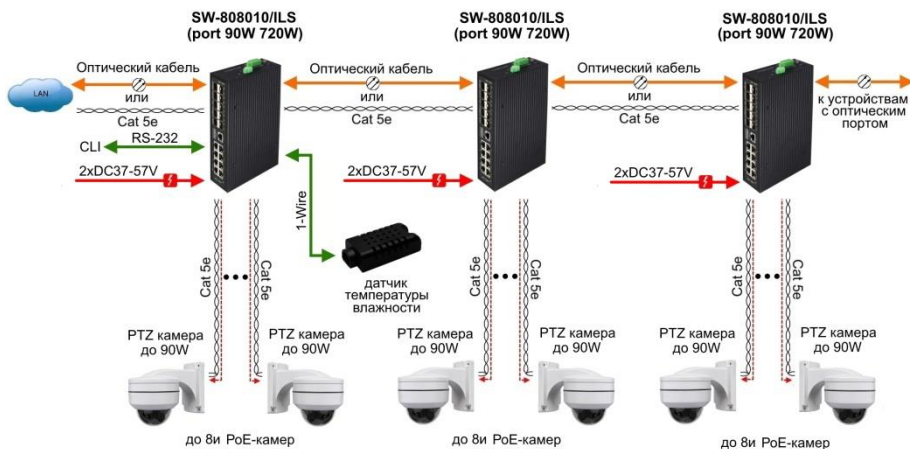 SW-808010/ILS
(port 90W 720W)
SW-808010/ILS
(port 90W 720W)
SW-808010/ILS
(port 90W 720W)
LAN
Оптический кабель
или
Cat 5e
Оптический кабель
или
Cat 5e
Оптический кабель
или
Cat 5e
к устройствам
с оптическим
портом
CLI
RS-232
2xDC37-57V
2xDC37-57V
2xDC37-57V
1-Wire
датчик
температуры
влажности
Cat 5e
Cat 5e
Cat 5e
Cat 5e
Cat 5e
Cat 5e
PTZ камера
до 90W
PTZ камера
до 90W
PTZ камера
до 90W
PTZ камера
до 90W
PTZ камера
до 90W
PTZ камера
до 90W
до 8и PoE-камер
до 8и PoE-камер
до 8и PoE-камер